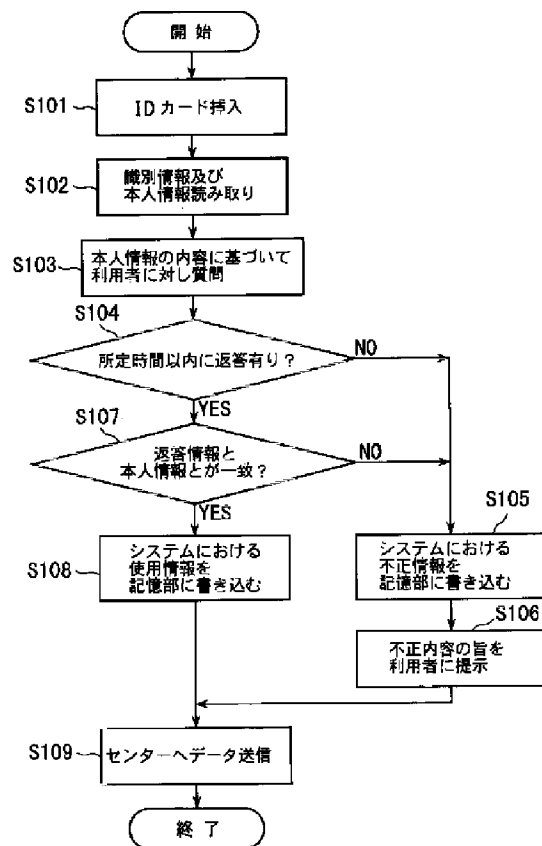 開 始
S101
IDカード挿入
S102
識別情報及び
本人情報読み取り
S103
本人情報の内容に基づいて
利用者に対し質問
S104
所定時間以内に返答有り?
NO
YES
S107
返答情報と
本人情報とが一致?
NO
YES
S108
システムにおける
使用情報を
記憶部に書き込む
S105
システムにおける
不正情報を
記憶部に書き込む
S106
不正内容の旨を
利用者に提示
S109
センターへデータ送信
終 了